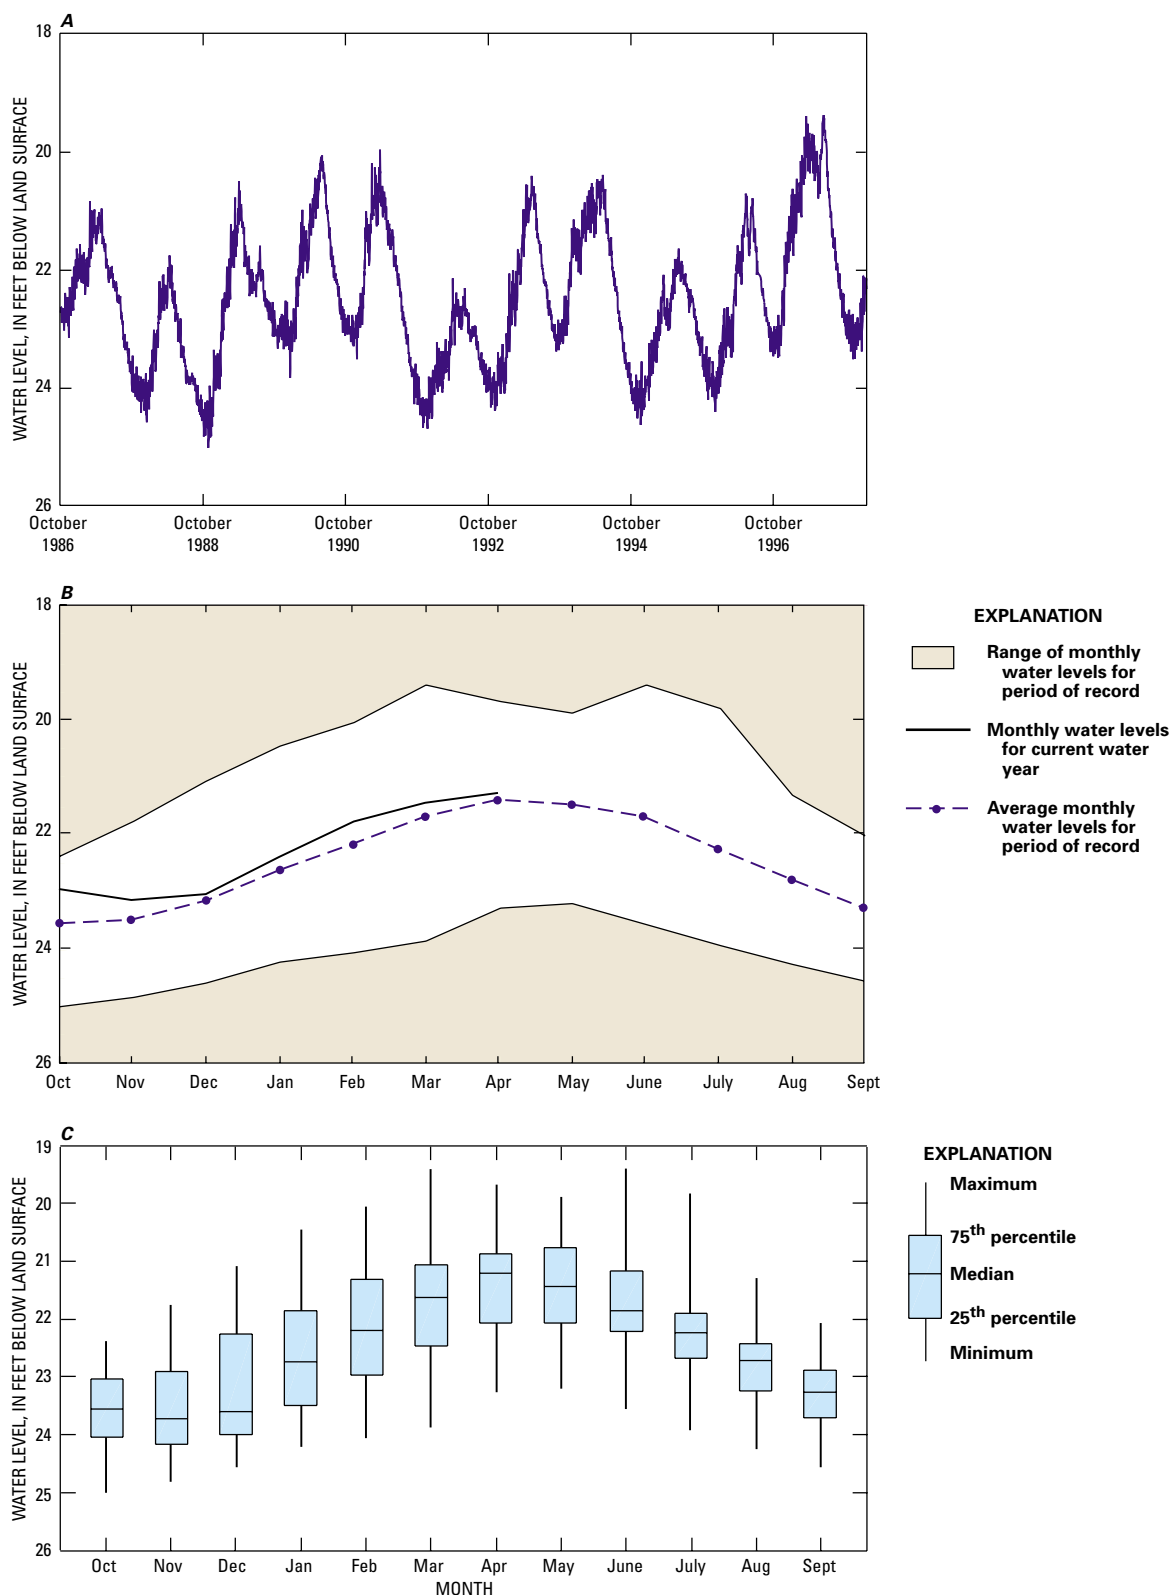 A
WATER LEVEL, IN FEET BELOW LAND SURFACE
18
20
22
24
26
October
1986
October
1988
October
1990
October
1992
October
1994
October
1996
B
WATER LEVEL, IN FEET BELOW LAND SURFACE
18
20
22
24
26
Oct Nov Dec Jan Feb Mar Apr May June July Aug Sept
EXPLANATION
Range of monthly
water levels for
period of record
Monthly water levels
for current water
year
Average monthly
water levels for
period of record
C
WATER LEVEL, IN FEET BELOW LAND SURFACE
19
20
21
22
23
24
25
26
Oct Nov Dec Jan Feb Mar Apr May June July Aug Sept
MONTH
EXPLANATION
Maximum
75th percentile
Median
25th percentile
Minimum